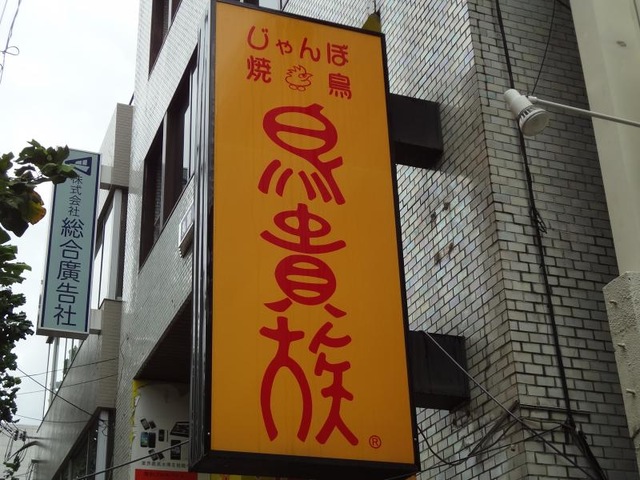 じゃんぼ
焼鳥
鳥貴族
®
株式会社
総合廣告社